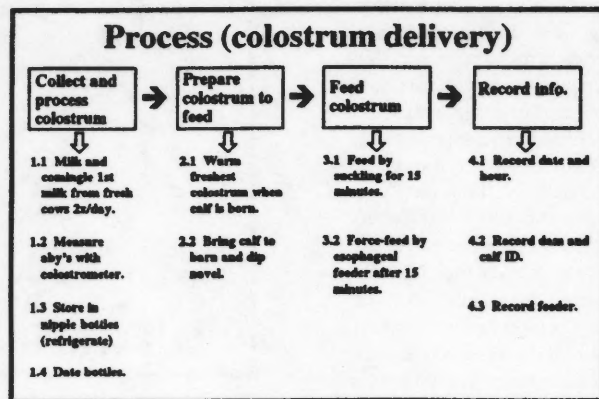 Process (colostrum delivery)
Collect and
process
colostrum
Prepare
colostrum to
feed
Feed
colostrum
Record info.
1.1 Milk and
comingle 1st
milk from fresh
cows 2x/day.
1.2 Measure
aby's with
colostrometer.
1.3 Store in
nipple bottles
(refrigerate)
1.4 Date bottles.
2.1 Warm
freshest
colostrum when
calf is born.
2.2 Bring calf to
barn and dip
novel.
3.1 Feed by
suckling for 15
minutes.
3.2 Force-feed by
esophageal
feeder after 15
minutes.
4.1 Record date and
hour.
4.2 Record dam and
calf ID.
4.3 Record feeder.